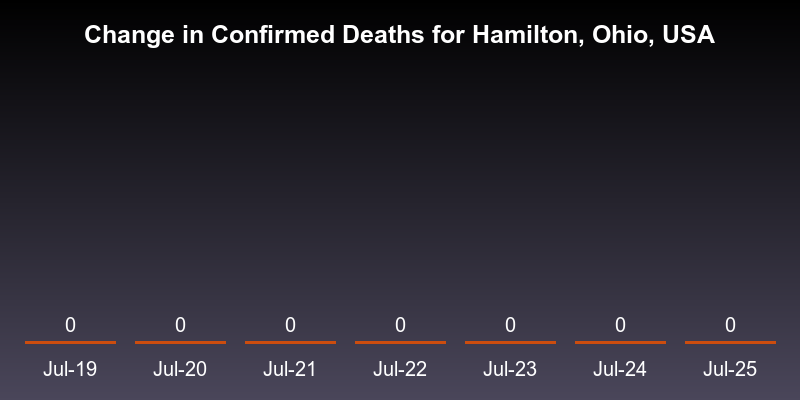 Change in Confirmed Deaths for Hamilton, Ohio, USA
0 0 0 0 0 0 0
Jul-19 Jul-20 Jul-21 Jul-22 Jul-23 Jul-24 Jul-25